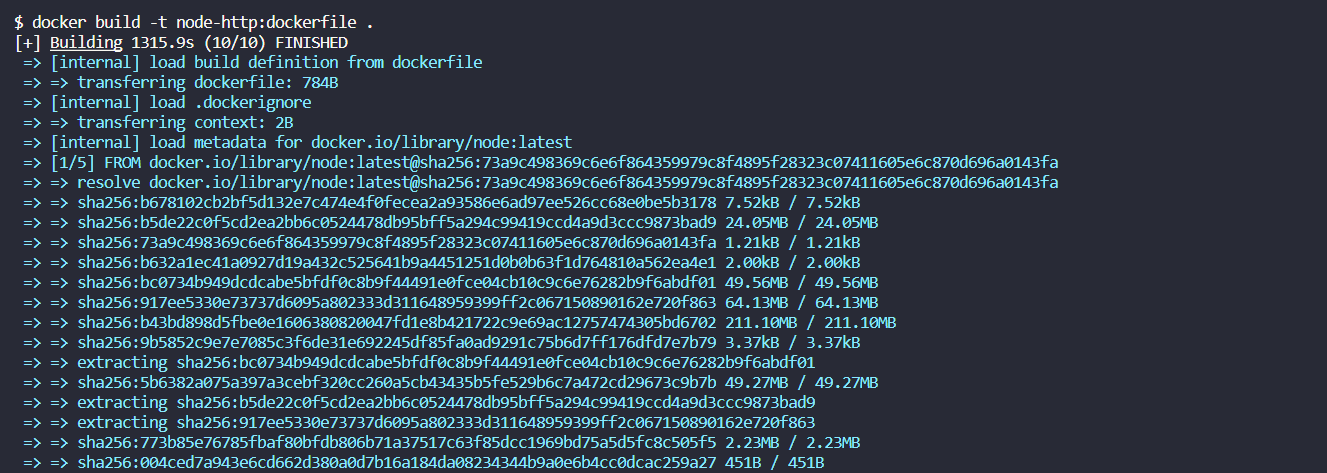 $ docker build -t node-http:dockerfile .
[+] Building 1315.9s (10/10) FINISHED
=> [internal] load build definition from dockerfile
=> => transferring dockerfile: 784B
=> [internal] load .dockerignore
=> => transferring context: 2B
=> [internal] load metadata for docker.io/library/node:latest
=> [1/5] FROM docker.io/library/node:latest@sha256:73a9c498369c6e6f864359979c8f4895f28323c07411605e6c870d696a0143fa
=> => resolve docker.io/library/node:latest@sha256:73a9c498369c6e6f864359979c8f4895f28323c07411605e6c870d696a0143fa
=> => sha256:b678102cb2bf5d132e7c474e4f0fecea2a93586e6ad97ee526cc68e0be5b3178 7.52kB / 7.52kB
=> => sha256:b5de22c0f5cd2ea2bb6c0524478db95bff5a294c99419ccd4a9d3ccc9873bad9 24.05MB / 24.05MB
=> => sha256:73a9c498369c6e6f864359979c8f4895f28323c07411605e6c870d696a0143fa 1.21kB / 1.21kB
=> => sha256:b632a1ec41a0927d19a432c525641b9a4451251d0b0b63f1d764810a562ea4e1 2.00kB / 2.00kB
=> => sha256:bc0734b949dcdcabe5bfdf0c8b9f44491e0fce04cb10c9c6e76282b9f6abdf01 49.56MB / 49.56MB
=> => sha256:917ee5330e73737d6095a802333d311648959399ff2c067150890162e720f863 64.13MB / 64.13MB
=> => sha256:b43bd898d5fbe0e1606380820047fd1e8b421722c9e69ac12757474305bd6702 211.10MB / 211.10MB
=> => sha256:9b5852c9e7e7085c3f6de31e692245df85fa0ad9291c75b6d7ff176dfd7e7b79 3.37kB / 3.37kB
=> => extracting sha256:bc0734b949dcdcabe5bfdf0c8b9f44491e0fce04cb10c9c6e76282b9f6abdf01
=> => sha256:5b6382a075a397a3cebf320cc260a5cb43435b5fe529b6c7a472cd29673c9b7b 49.27MB / 49.27MB
=> => extracting sha256:b5de22c0f5cd2ea2bb6c0524478db95bff5a294c99419ccd4a9d3ccc9873bad9
=> => extracting sha256:917ee5330e73737d6095a802333d311648959399ff2c067150890162e720f863
=> => sha256:773b85e76785fbaf80bfdb806b71a37517c63f85dcc1969bd75a5d5fc8c505f5 2.23MB / 2.23MB
=> => sha256:004ced7a943e6cd662d380a0d7b16a184da08234344b9a0e6b4cc0dcac259a27 451B / 451B